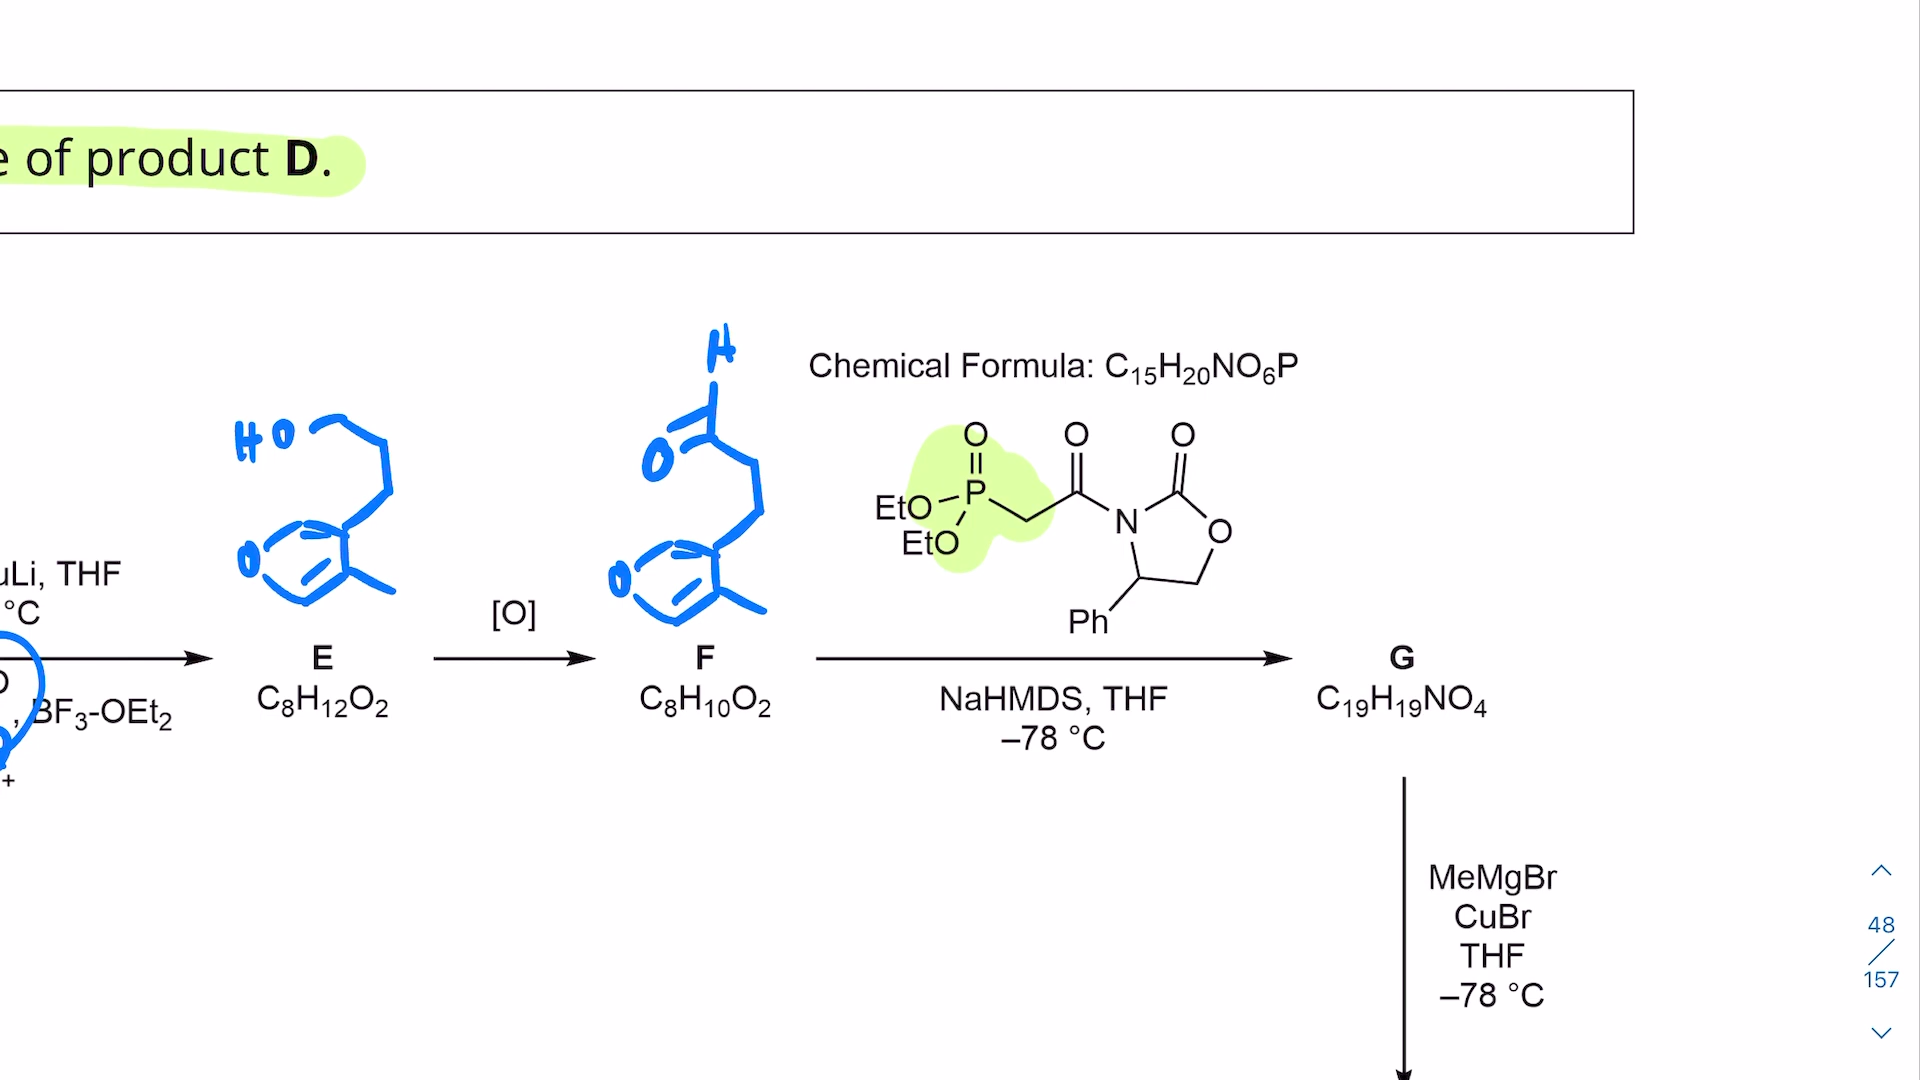 e of product D.
H
Chemical Formula: C₁₅H₂₀NO₆P
HO
O
O
O
O
EtO
P
N
O
EtO
O
O
uLi, THF
°C
[O]
Ph
E
F
G
C₈H₁₂O₂
C₈H₁₀O₂
NaHMDS, THF
C₁₉H₁₉NO₄
, BF₃-OEt₂
–78 °C
+
MeMgBr
CuBr
THF
–78 °C
48
/
157